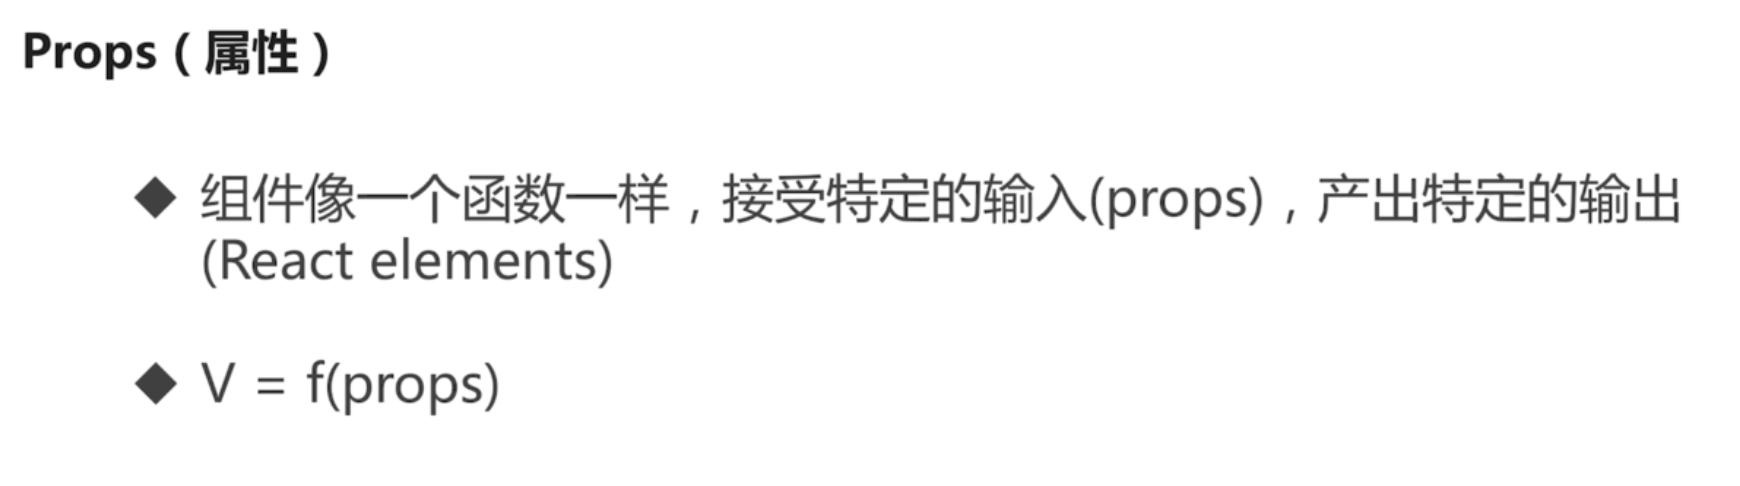 Props（属性）
◆ 组件像一个函数一样，接受特定的输入(props)，产出特定的输出
(React elements)
◆ V = f(props)